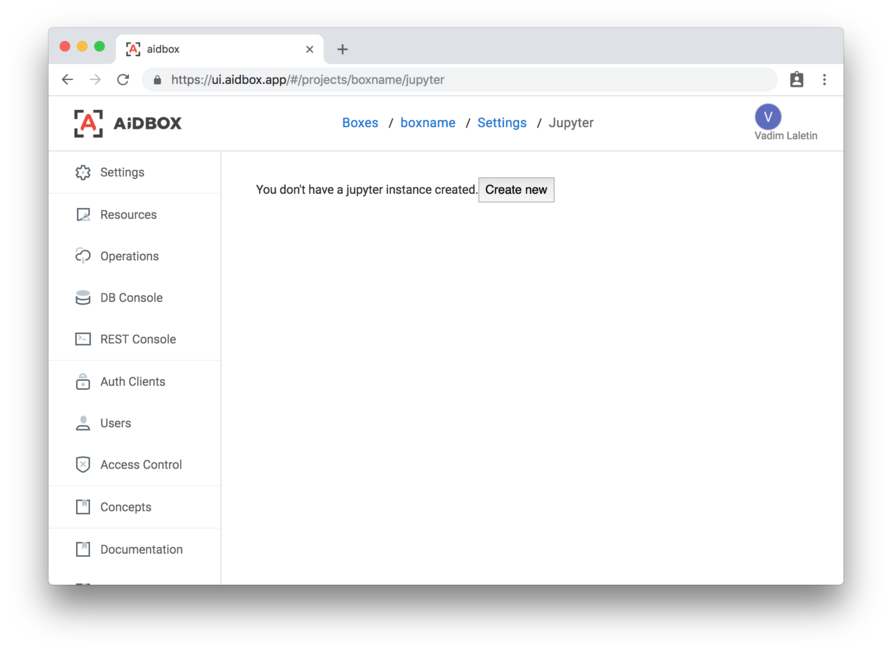 aidbox
https://ui.aidbox.app/#/projects/boxname/jupyter
AiDBOX
Boxes / boxname / Settings / Jupyter
V
Vadim Laletin
Settings
You don't have a jupyter instance created. Create new
Resources
Operations
DB Console
REST Console
Auth Clients
Users
Access Control
Concepts
Documentation